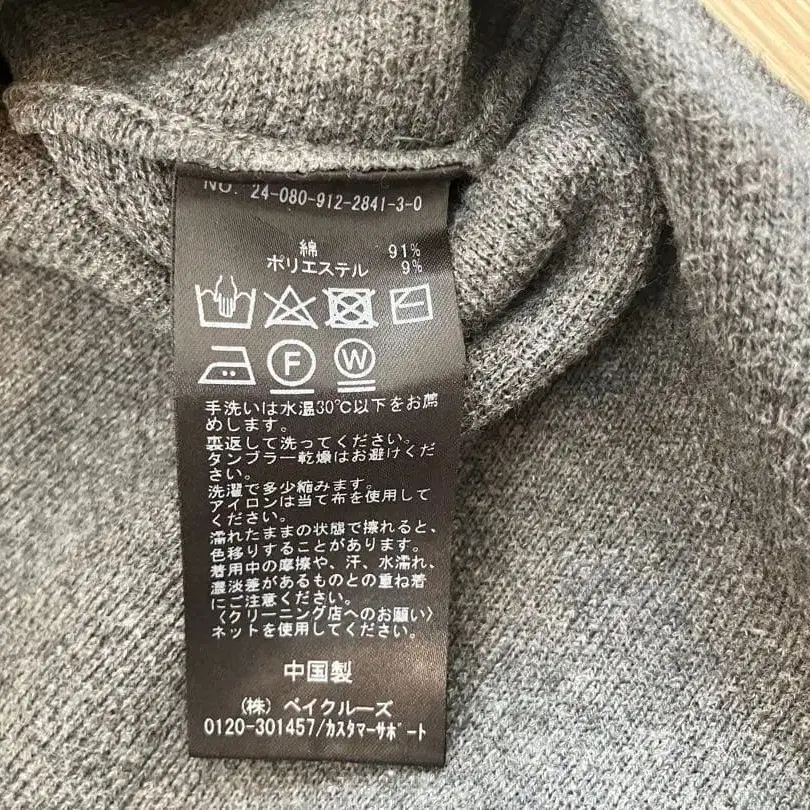 NO. 24-080-912-2841-3-0
綿 91%
ポリエステル 9%
F W
手洗いは水温30℃以下をお薦
めします。
裏返して洗ってください。
タンブラー乾燥はお避けくだ
さい。
洗濯で多少縮みます。
アイロンは当て布を使用して
ください。
濡れたままの状態で擦れると、
色移りすることがあります。
着用中の摩擦や、汗、水濡れ、
濃淡差があるものとの重ね着
にご注意ください。
〈クリーニング店へのお願い〉
ネットを使用してください。
中国製
(株) ベイクルーズ
0120-301457/カスタマーサポート